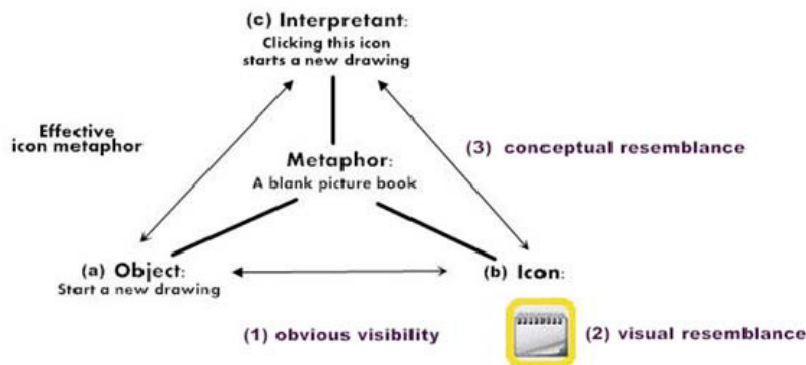 (c) Interpretant:
Clicking this icon
starts a new drawing
Effective
icon metaphor
(3) conceptual resemblance
Metaphor:
A blank picture book
(a) Object:
Start a new drawing
(b) Icon:
(1) obvious visibility
(2) visual resemblance